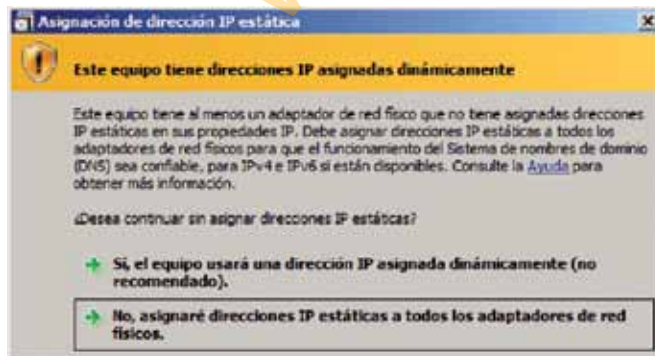 Asignación de dirección IP estática
Este equipo tiene direcciones IP asignadas dinámicamente
Este equipo tiene al menos un adaptador de red físico que no tiene asignadas direcciones
IP estáticas en sus propiedades IP. Debe asignar direcciones IP estáticas a todos los
adaptadores de red físicos para que el funcionamiento del Sistema de nombres de dominio
(DNS) sea confiable, para IPv4 e IPv6 si están disponibles. Consulte la Ayuda para
obtener más información.
¿Desea continuar sin asignar direcciones IP estáticas?
Sí, el equipo usará una dirección IP asignada dinámicamente (no
recomendado).
No, asignaré direcciones IP estáticas a todos los adaptadores de red
físicos.